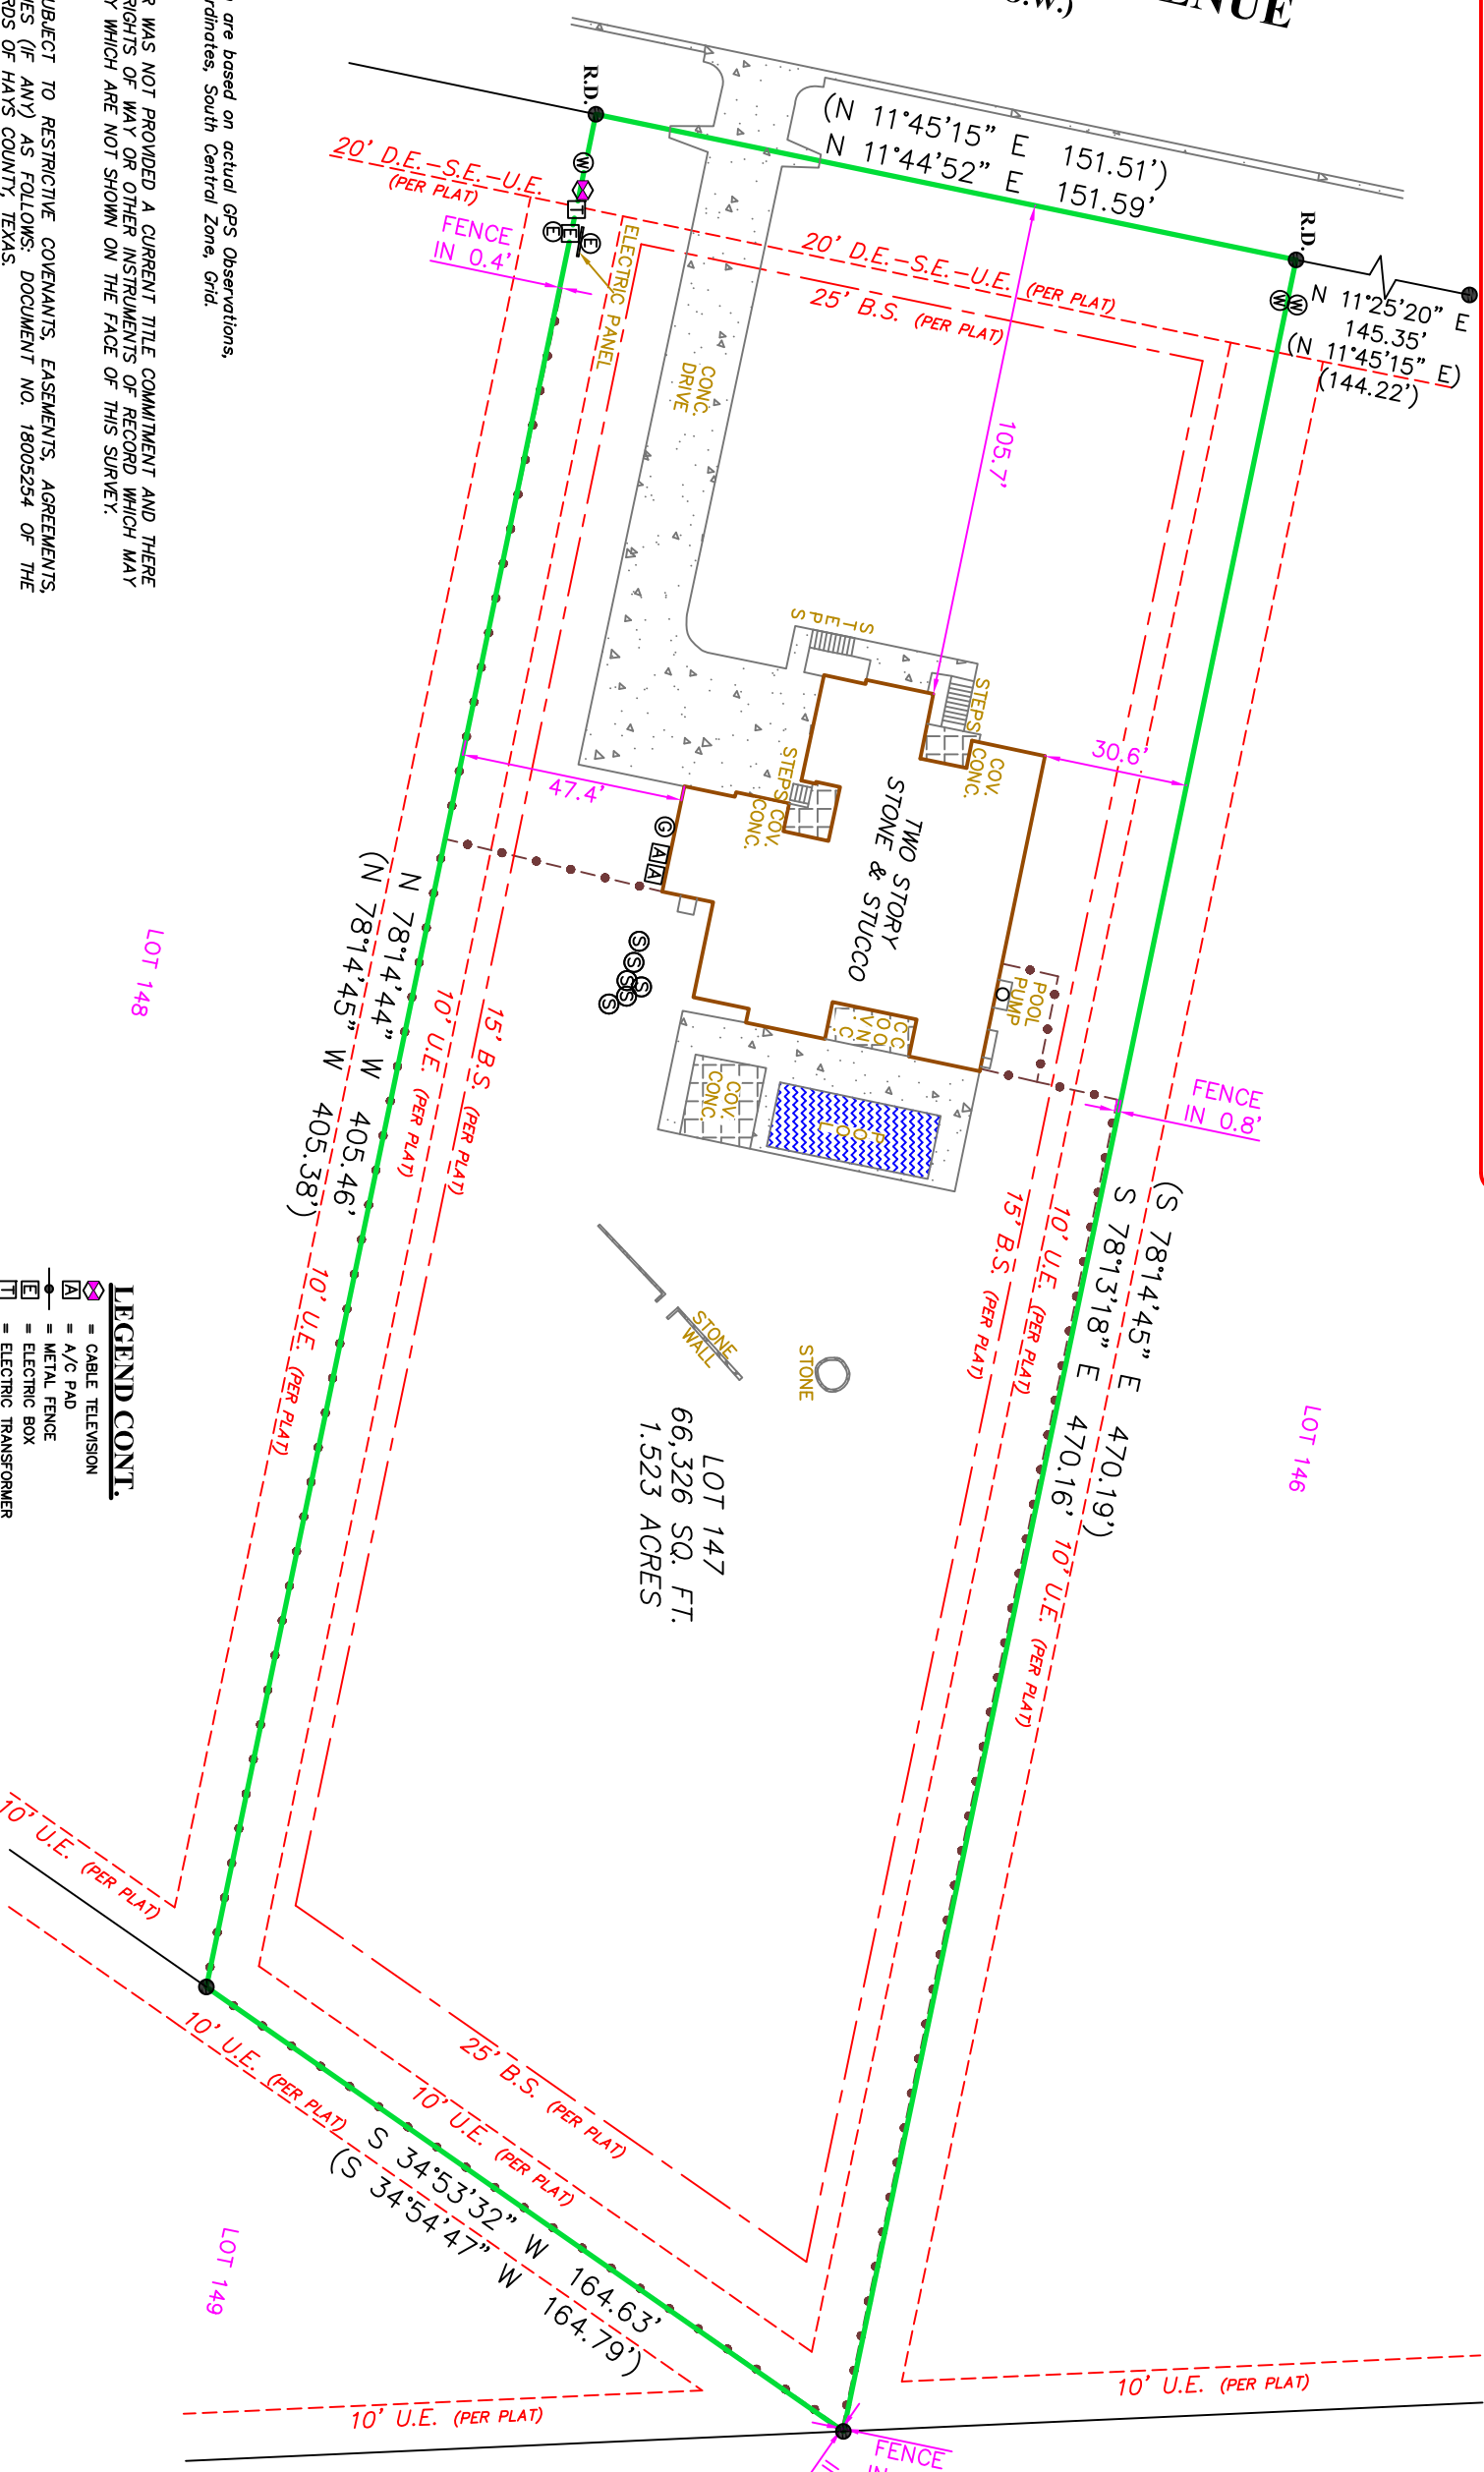 ENUE
O.W.)
are based on actual GPS Observations,
rdinates, South Central Zone, Grid.
R WAS NOT PROVIDED A CURRENT TITLE COMMITMENT AND THERE
RIGHTS OF WAY OR OTHER INSTRUMENTS OF RECORD WHICH MAY
Y WHICH ARE NOT SHOWN ON THE FACE OF THIS SURVEY.
UBJECT TO RESTRICTIVE COVENANTS, EASEMENTS, AGREEMENTS,
ES (IF ANY) AS FOLLOWS: DOCUMENT NO. 18005254 OF THE
RDS OF HAYS COUNTY, TEXAS.
R.D.
(N 11°45'15" E 151.51')
N 11°44'52" E 151.59'
R.D.
N 11°25'20" E
145.35'
(N 11°45'15" E)
(144.22')
W
W
W
T
E
E
E
20' D.E.-S.E.-U.E.
(PER PLAT)
FENCE
IN 0.4'
ELECTRIC PANEL
20' D.E.-S.E.-U.E. (PER PLAT)
25' B.S. (PER PLAT)
CONC.
DRIVE
105.7'
STEPS
STEPS
COV.
CONC.
30.6'
STEPS
COV.
CONC.
47.4'
TWO STORY
STONE & STUCCO
G
A
A
S
S
S
S
S
S
POOL
PUMP
COV.
CONC.
COV.
CONC.
POOL
FENCE
IN 0.8'
LOT 148
N 78°14'44" W 405.46'
(N 78°14'45" W 405.38')
10' U.E. (PER PLAT)
15' B.S. (PER PLAT)
10' U.E. (PER PLAT)
(S 78°14'45" E 470.19')
S 78°13'18" E 470.16'
10' U.E. (PER PLAT)
15' B.S. (PER PLAT)
10' U.E. (PER PLAT)
LOT 146
STONE
WALL
STONE
LOT 147
66,326 SQ. FT.
1.523 ACRES
LEGEND CONT.
= CABLE TELEVISION
A = A/C PAD
= METAL FENCE
E = ELECTRIC BOX
T = ELECTRIC TRANSFORMER
10' U.E. (PER PLAT)
10' U.E. (PER PLAT)
25' B.S. (PER PLAT)
10' U.E. (PER PLAT)
S 34°53'32" W 164.63'
(S 34°54'47" W 164.79')
LOT 149
10' U.E. (PER PLAT)
10' U.E. (PER PLAT)
FENCE